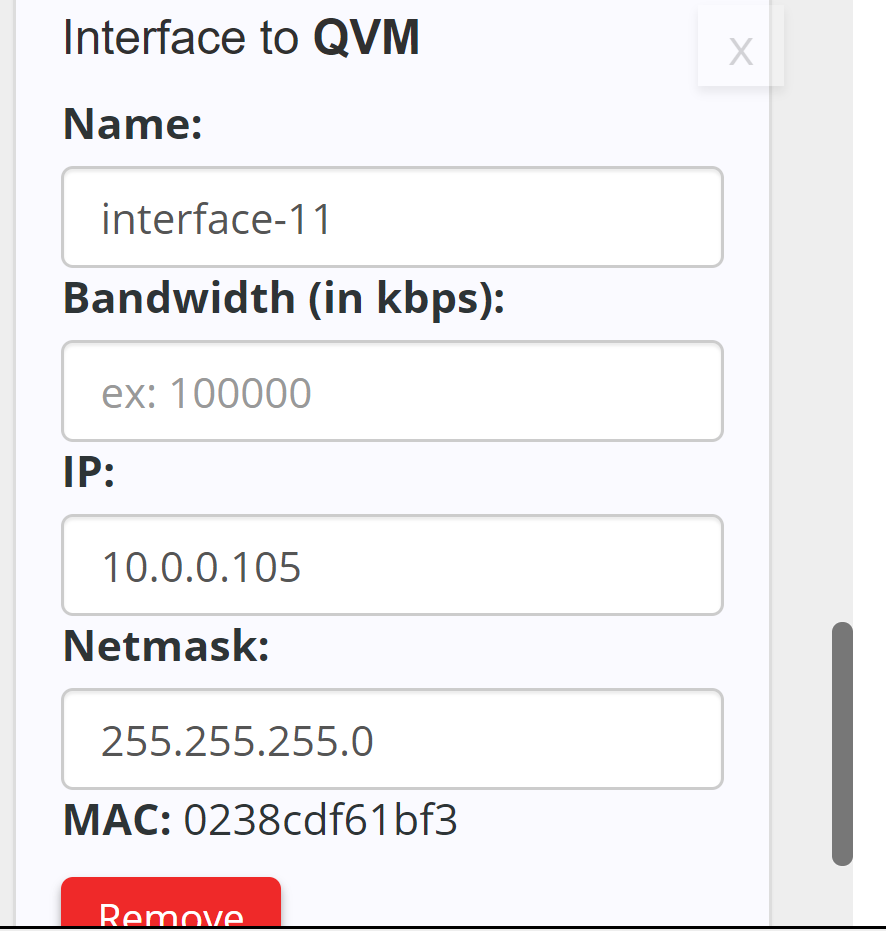 Interface to QVM
X
Name:
interface-11
Bandwidth (in kbps):
ex: 100000
IP:
10.0.0.105
Netmask:
255.255.255.0
MAC: 0238cdf61bf3
Remove